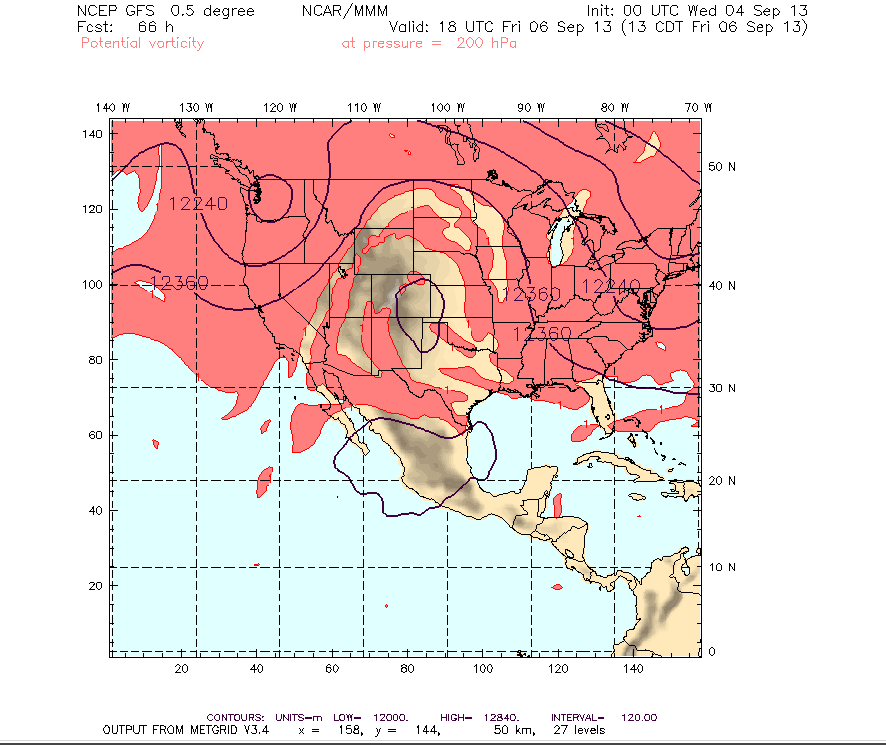 NCEP GFS 0.5 degree NCAR/MMM Init: 00 UTC Wed 04 Sep 13
Fcst: 66 h Valid: 18 UTC Fri 06 Sep 13 (13 CDT Fri 06 Sep 13)
Potential vorticity at pressure = 200 hPa
140 W 130 W 120 W 110 W 100 W 90 W 80 W 70 W
140
50 N
120
12240
12360
100
12360
12240
40 N
1
12360
80
30 N
1
1
1
60
20 N
40
10 N
20
0
20 40 60 80 100 120 140
CONTOURS: UNITS=m LOW= 12000. HIGH= 12840. INTERVAL= 120.00
OUTPUT FROM METGRID V3.4 x = 158, y = 144, 50 km, 27 levels